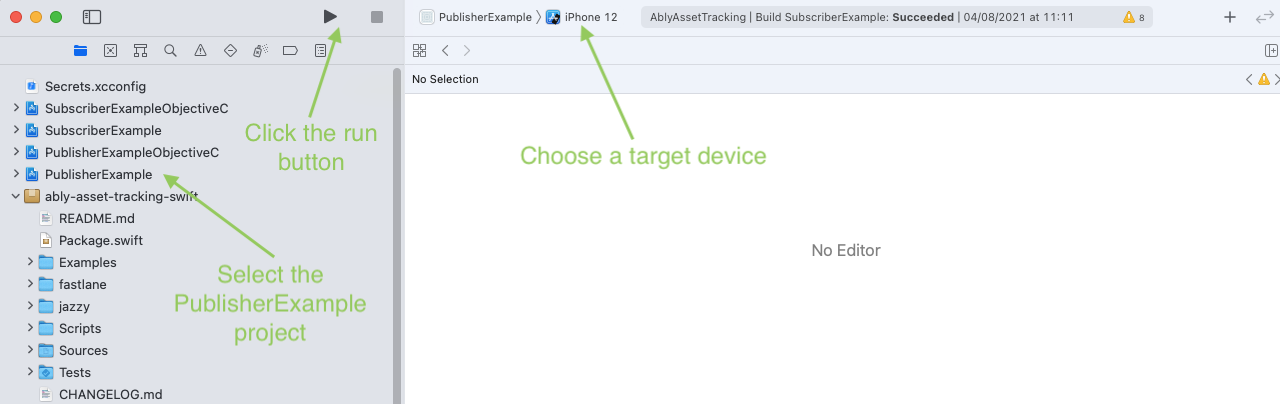 PublisherExample 〉 iPhone 12
AblyAssetTracking | Build SubscriberExample: Succeeded | 04/08/2021 at 11:11
8
No Selection
Secrets.xcconfig
SubscriberExampleObjectiveC
SubscriberExample
PublisherExampleObjectiveC
PublisherExample
ably-asset-tracking-swift
README.md
Package.swift
Examples
fastlane
jazzy
Scripts
Sources
Tests
CHANGELOG.md
Click the run
button
Select the
PublisherExample
project
Choose a target device
No Editor